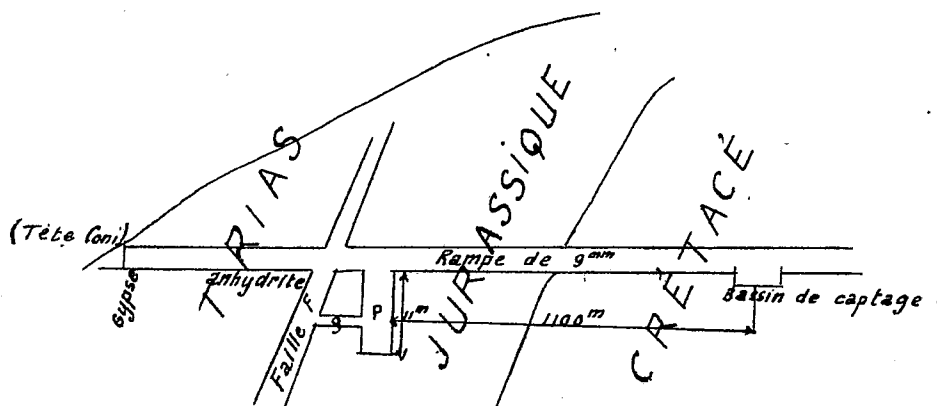 TRIAS
JURASSIQUE
CRÉTACÉ
(Tête Coni)
Rampe de 9mm
Gypse
anhydrite
Bassin de captage
Faille F
g
P
11m
1100m